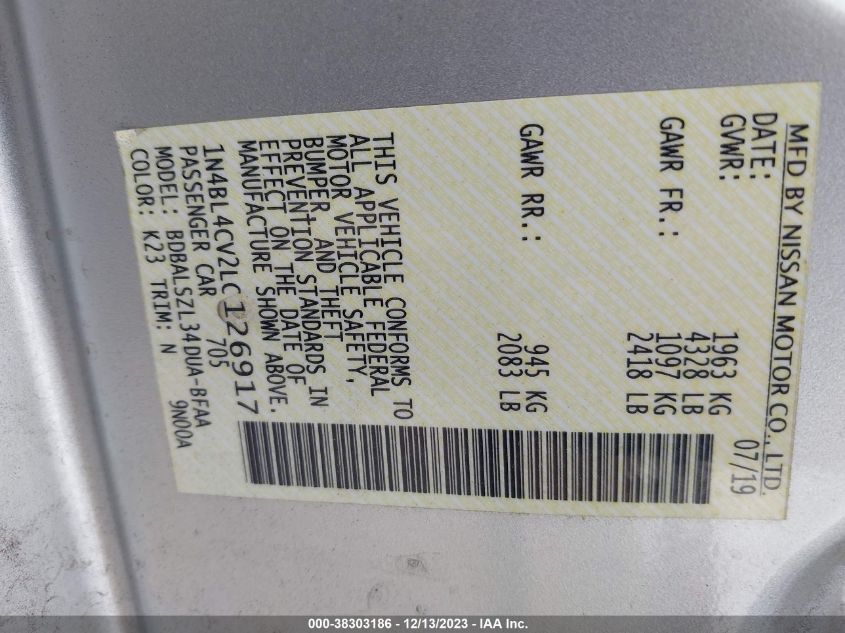 MFD BY NISSAN MOTOR CO., LTD.
DATE: 07/19
GVWR: 1963 KG
4328 LB
GAWR FR.: 1097 KG
2418 LB
GAWR RR.: 945 KG
2083 LB
THIS VEHICLE CONFORMS TO
ALL APPLICABLE FEDERAL
MOTOR VEHICLE SAFETY,
BUMPER, AND THEFT
PREVENTION STANDARDS IN
EFFECT ON THE DATE OF
MANUFACTURE SHOWN ABOVE.
1N4BL4CV2LC126917
PASSENGER CAR 705
MODEL: BDBALSZL34DUA-BFAA
COLOR: K23 TRIM: N 9N00A
000-38303186 - 12/13/2023 - IAA Inc.